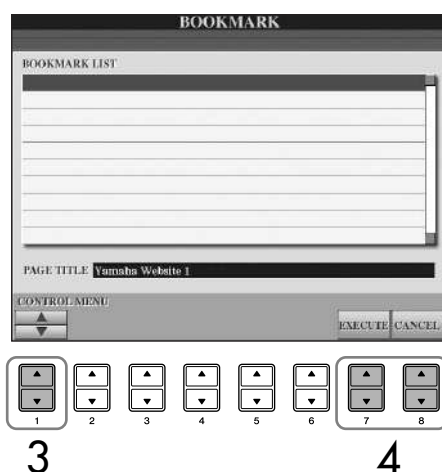 BOOKMARK
BOOKMARK LIST
PAGE TITLE Yamaha Website 1
CONTROL MENU
EXECUTE CANCEL
1 2 3 4 5 6 7 8
3 4